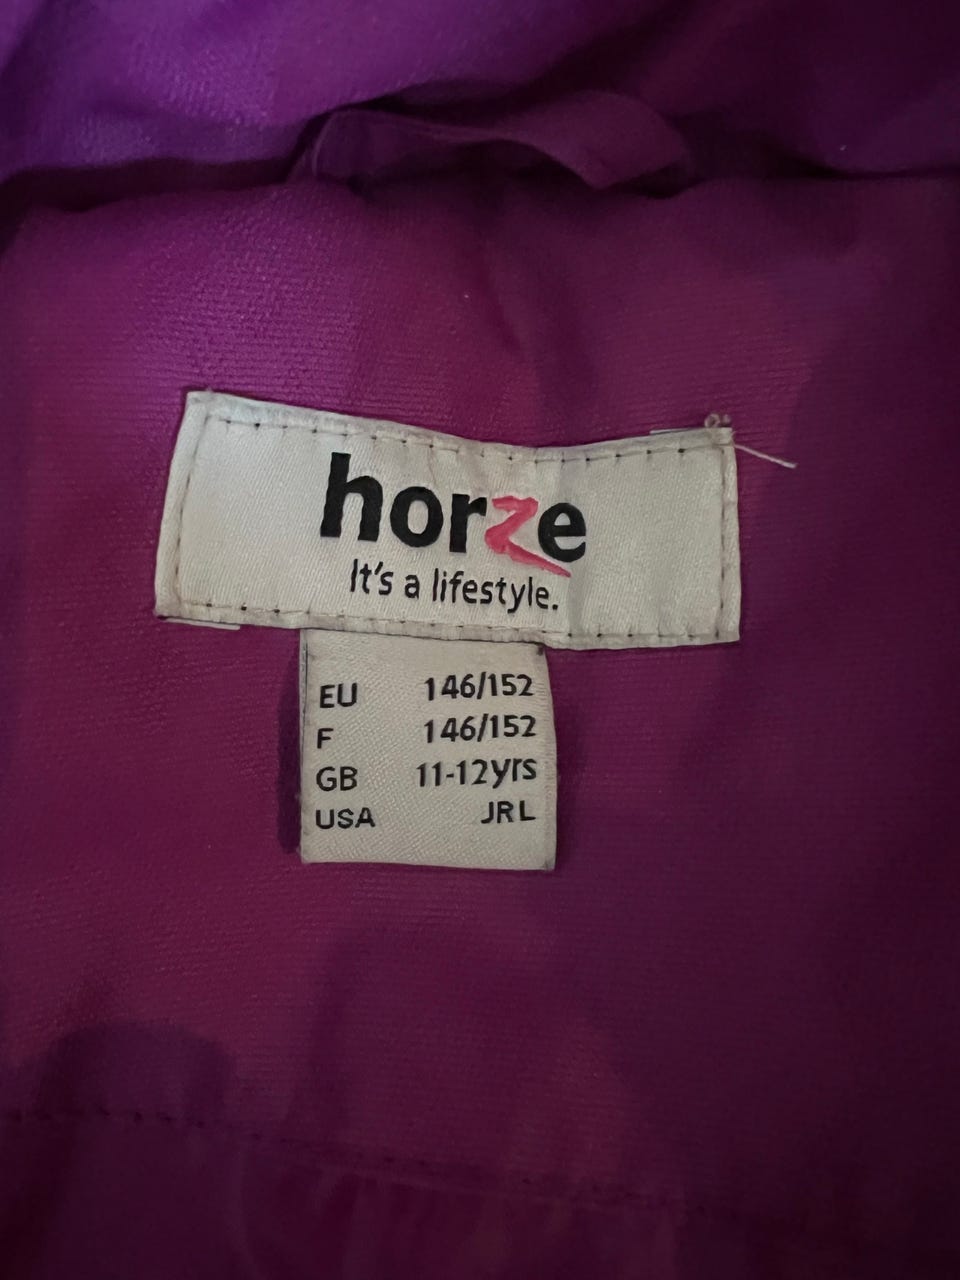 horze
It's a lifestyle.
EU 146/152
F 146/152
GB 11-12yrs
USA JRL